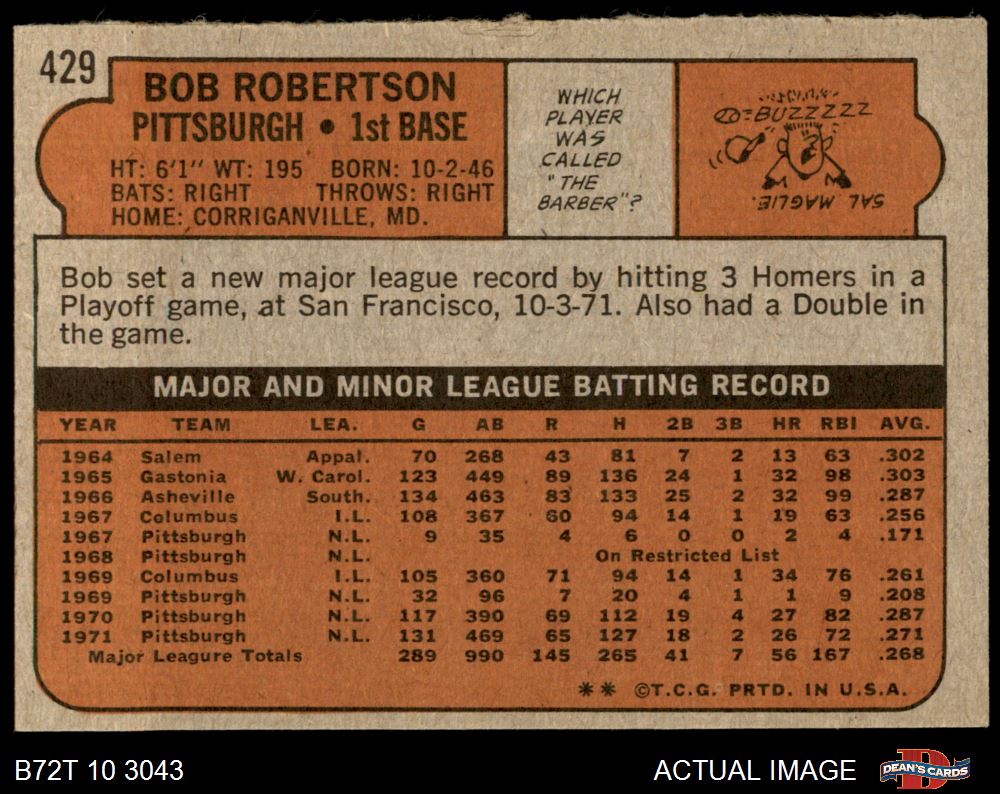 429
BOB ROBERTSON
PITTSBURGH • 1st BASE
HT: 6'1" WT: 195 BORN: 10-2-46
BATS: RIGHT THROWS: RIGHT
HOME: CORRIGANVILLE, MD.
WHICH
PLAYER
WAS
CALLED
"THE
BARBER"?
BUZZZZZ
SAL MAGLIE.
Bob set a new major league record by hitting 3 Homers in a
Playoff game, at San Francisco, 10-3-71. Also had a Double in
the game.
MAJOR AND MINOR LEAGUE BATTING RECORD
YEAR TEAM LEA. G AB R H 2B 3B HR RBI AVG.
1964 Salem Appal. 70 268 43 81 7 2 13 63 .302
1965 Gastonia W. Carol. 123 449 89 136 24 1 32 98 .303
1966 Asheville South. 134 463 83 133 25 2 32 99 .287
1967 Columbus I.L. 108 367 60 94 14 1 19 63 .256
1967 Pittsburgh N.L. 9 35 4 6 0 0 2 4 .171
1968 Pittsburgh N.L. On Restricted List
1969 Columbus I.L. 105 360 71 94 14 1 34 76 .261
1969 Pittsburgh N.L. 32 96 7 20 4 1 1 9 .208
1970 Pittsburgh N.L. 117 390 69 112 19 4 27 82 .287
1971 Pittsburgh N.L. 131 469 65 127 18 2 26 72 .271
Major Leagure Totals 289 990 145 265 41 7 56 167 .268
** ©T.C.G. PRTD. IN U.S.A.
B72T 10 3043
ACTUAL IMAGE
D
DEAN'S CARDS